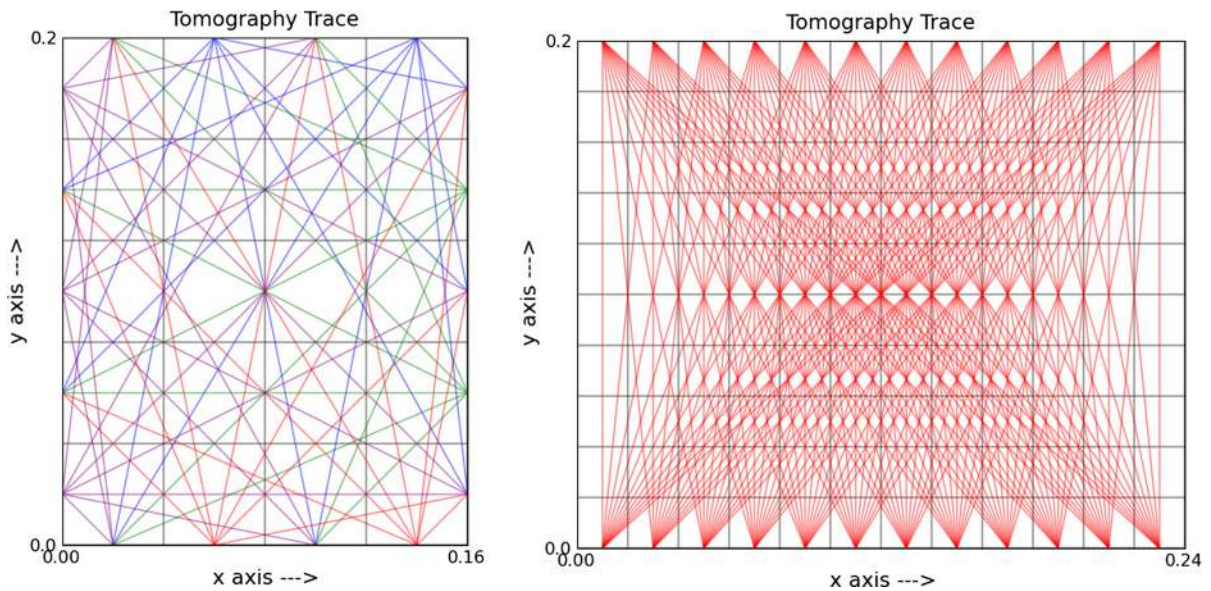 Tomography Trace
0.2
y axis --->
0.0
0.00
0.16
x axis --->
Tomography Trace
0.2
y axis --->
0.0
0.00
0.24
x axis --->